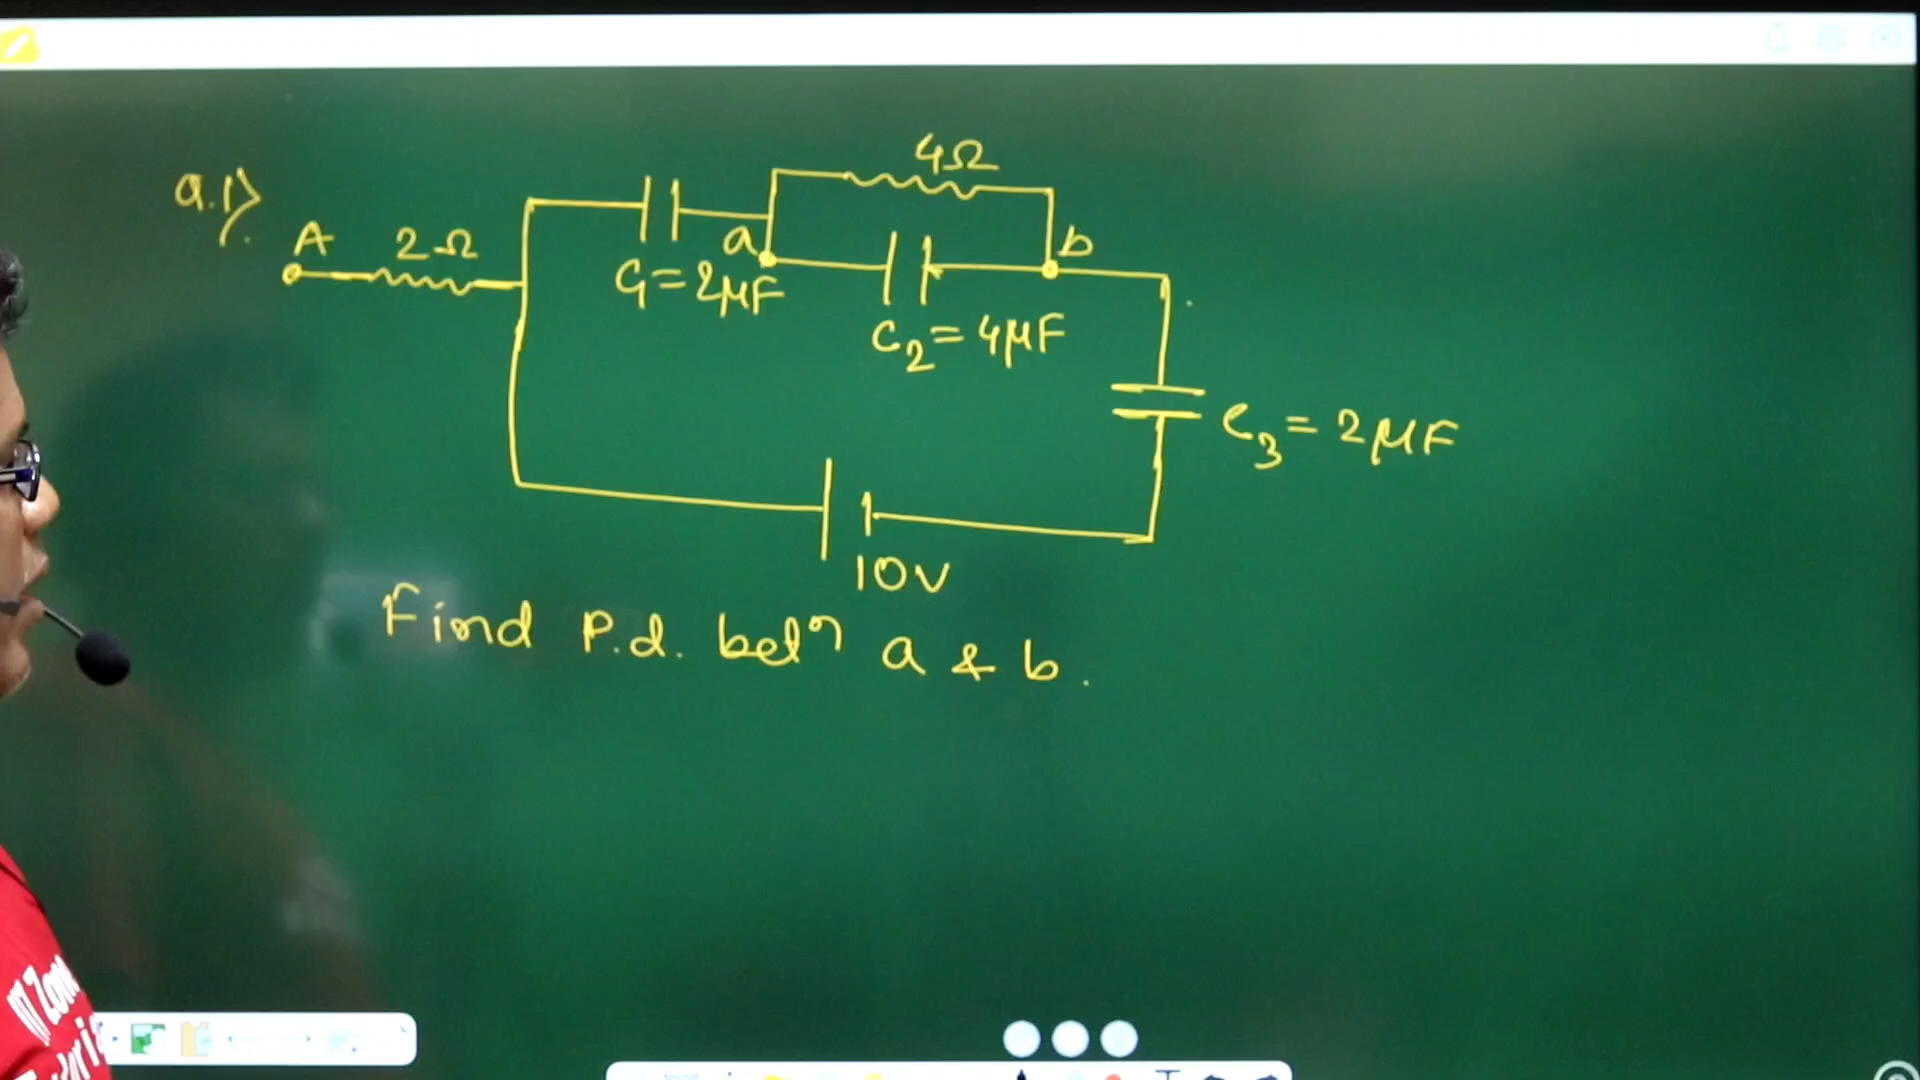 Q.1>.
4Ω
A 2Ω
a b
C1=2μF
C2=4μF
C3=2μF
10V
Find P.d. betn a & b.